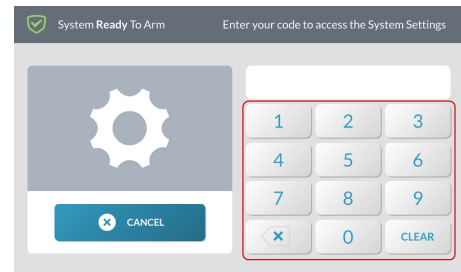 System Ready To Arm
Enter your code to access the System Settings
1 2 3
4 5 6
7 8 9
CANCEL
0 CLEAR